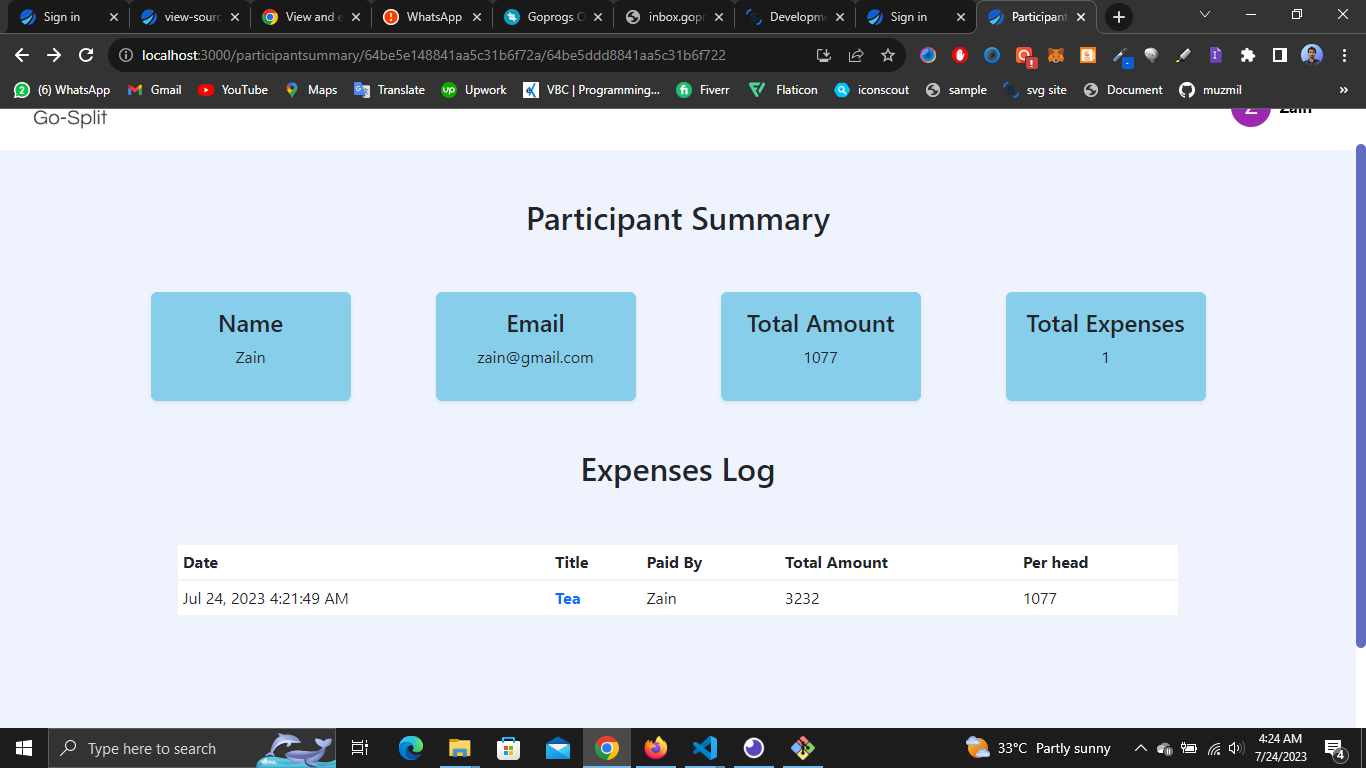 Sign in view-sour View and e WhatsApp Goprogs O inbox.gopr Developme Sign in Participant
localhost:3000/participantsummary/64be5e148841aa5c31b6f72a/64be5ddd8841aa5c31b6f722
(6) WhatsApp Gmail YouTube Maps Translate Upwork VBC | Programming... Fiverr Flaticon iconscout sample svg site Document muzmil »
Go-Split Z Zain
Participant Summary
Name Email Total Amount Total Expenses
Zain zain@gmail.com 1077 1
Expenses Log
Date Title Paid By Total Amount Per head
Jul 24, 2023 4:21:49 AM Tea Zain 3232 1077
Type here to search 33°C Partly sunny 4:24 AM
7/24/2023 4